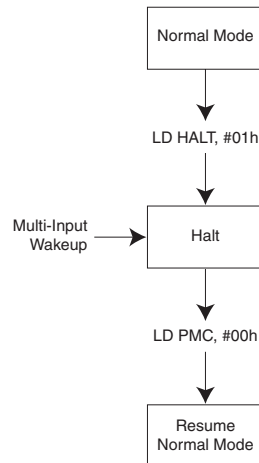 Normal Mode
LD HALT, #01h
Multi-Input
Wakeup
Halt
LD PMC, #00h
Resume
Normal Mode